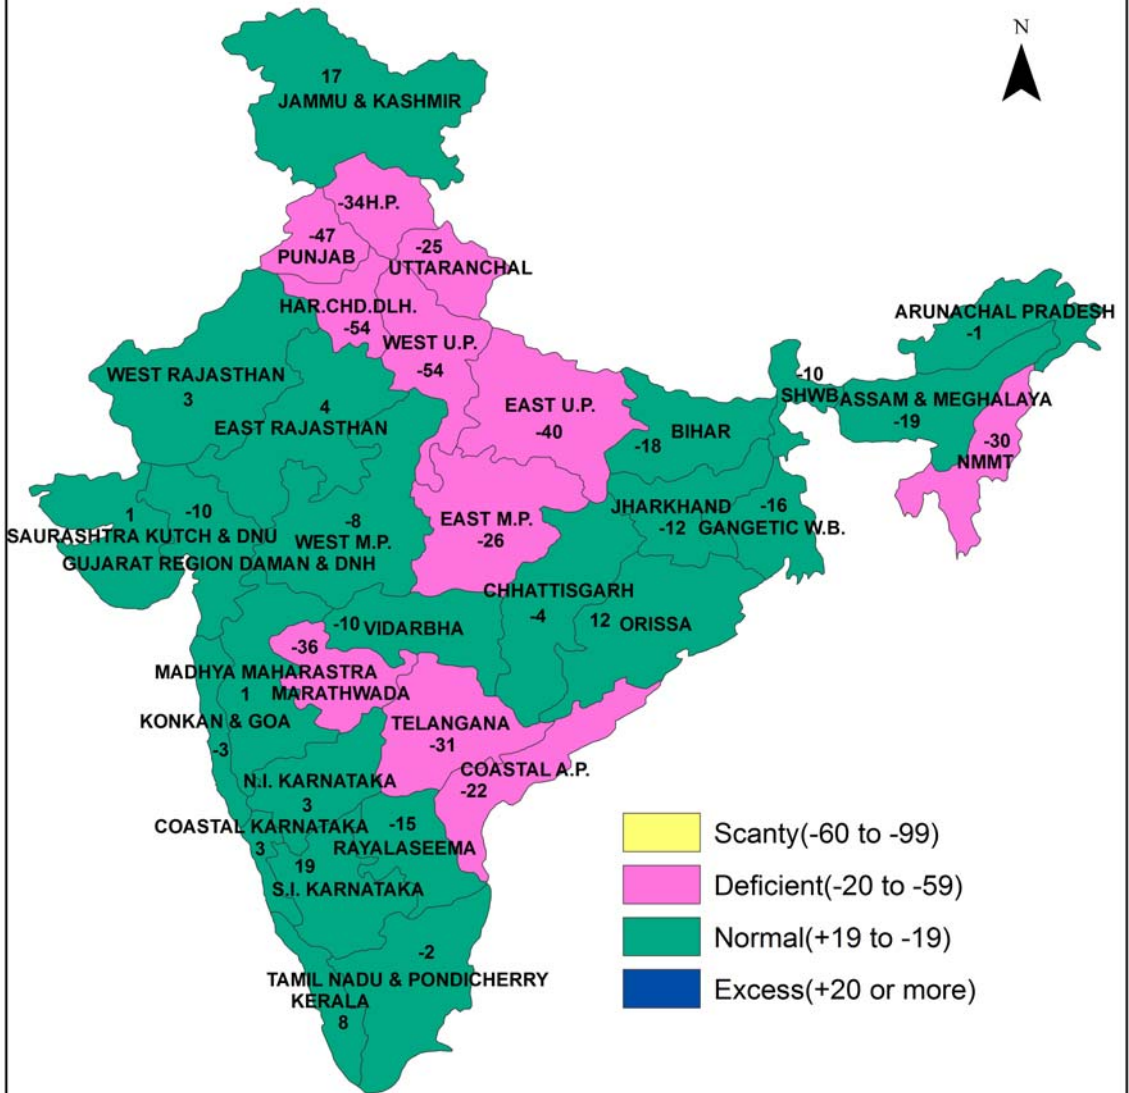 N
17
JAMMU & KASHMIR
-34H.P.
-47
PUNJAB
-25
UTTARANCHAL
HAR.CHD.DLH.
-54
WEST U.P.
-54
ARUNACHAL PRADESH
-1
WEST RAJASTHAN
3
4
EAST RAJASTHAN
EAST U.P.
-40
-18 BIHAR
-10
SHWB
ASSAM & MEGHALAYA
-19
-30
NMMT
1
SAURASHTRA KUTCH & DNU
-10
GUJARAT REGION DAMAN & DNH
-8
WEST M.P.
EAST M.P.
-26
JHARKHAND
-12
-16
GANGETIC W.B.
CHHATTISGARH
-4
12 ORISSA
-10 VIDARBHA
-36
MADHYA MAHARASTRA
1
MARATHWADA
KONKAN & GOA
-3
TELANGANA
-31
COASTAL A.P.
-22
N.I. KARNATAKA
3
COASTAL KARNATAKA
3
-15
RAYALASEEMA
19
S.I. KARNATAKA
-2
TAMIL NADU & PONDICHERRY
KERALA
8
Scanty(-60 to -99)
Deficient(-20 to -59)
Normal(+19 to -19)
Excess(+20 or more)